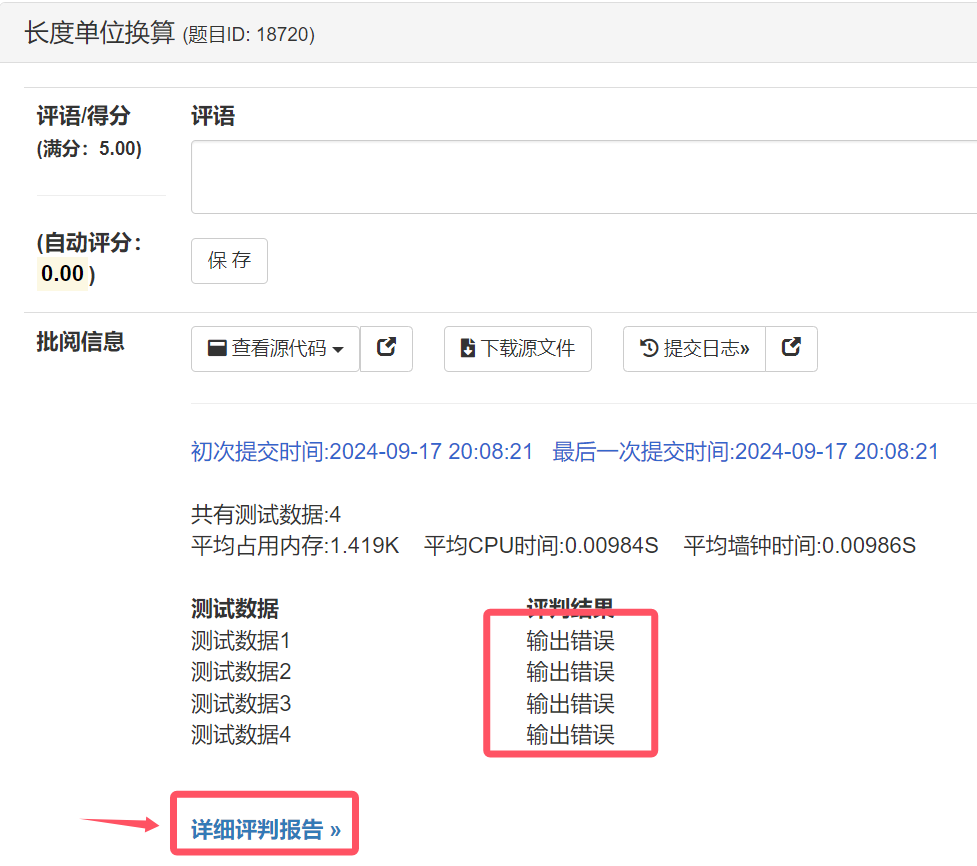 长度单位换算 (题目ID: 18720)
评语/得分
(满分：5.00)
评语
(自动评分：
0.00 )
保 存
批阅信息
查看源代码
下载源文件
提交日志»
初次提交时间:2024-09-17 20:08:21 最后一次提交时间:2024-09-17 20:08:21
共有测试数据:4
平均占用内存:1.419K 平均CPU时间:0.00984S 平均墙钟时间:0.00986S
测试数据 评判结果
测试数据1 输出错误
测试数据2 输出错误
测试数据3 输出错误
测试数据4 输出错误
详细评判报告 »